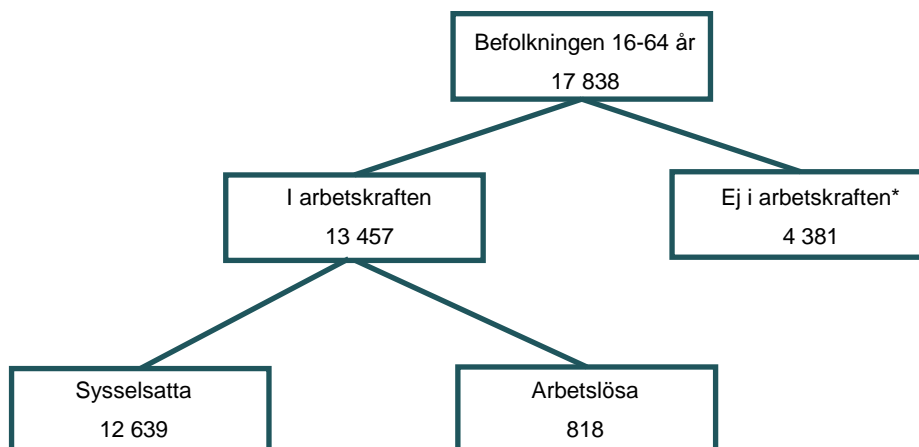 Befolkningen 16-64 år
17 838
I arbetskraften
13 457
Ej i arbetskraften*
4 381
Sysselsatta
12 639
Arbetslösa
818